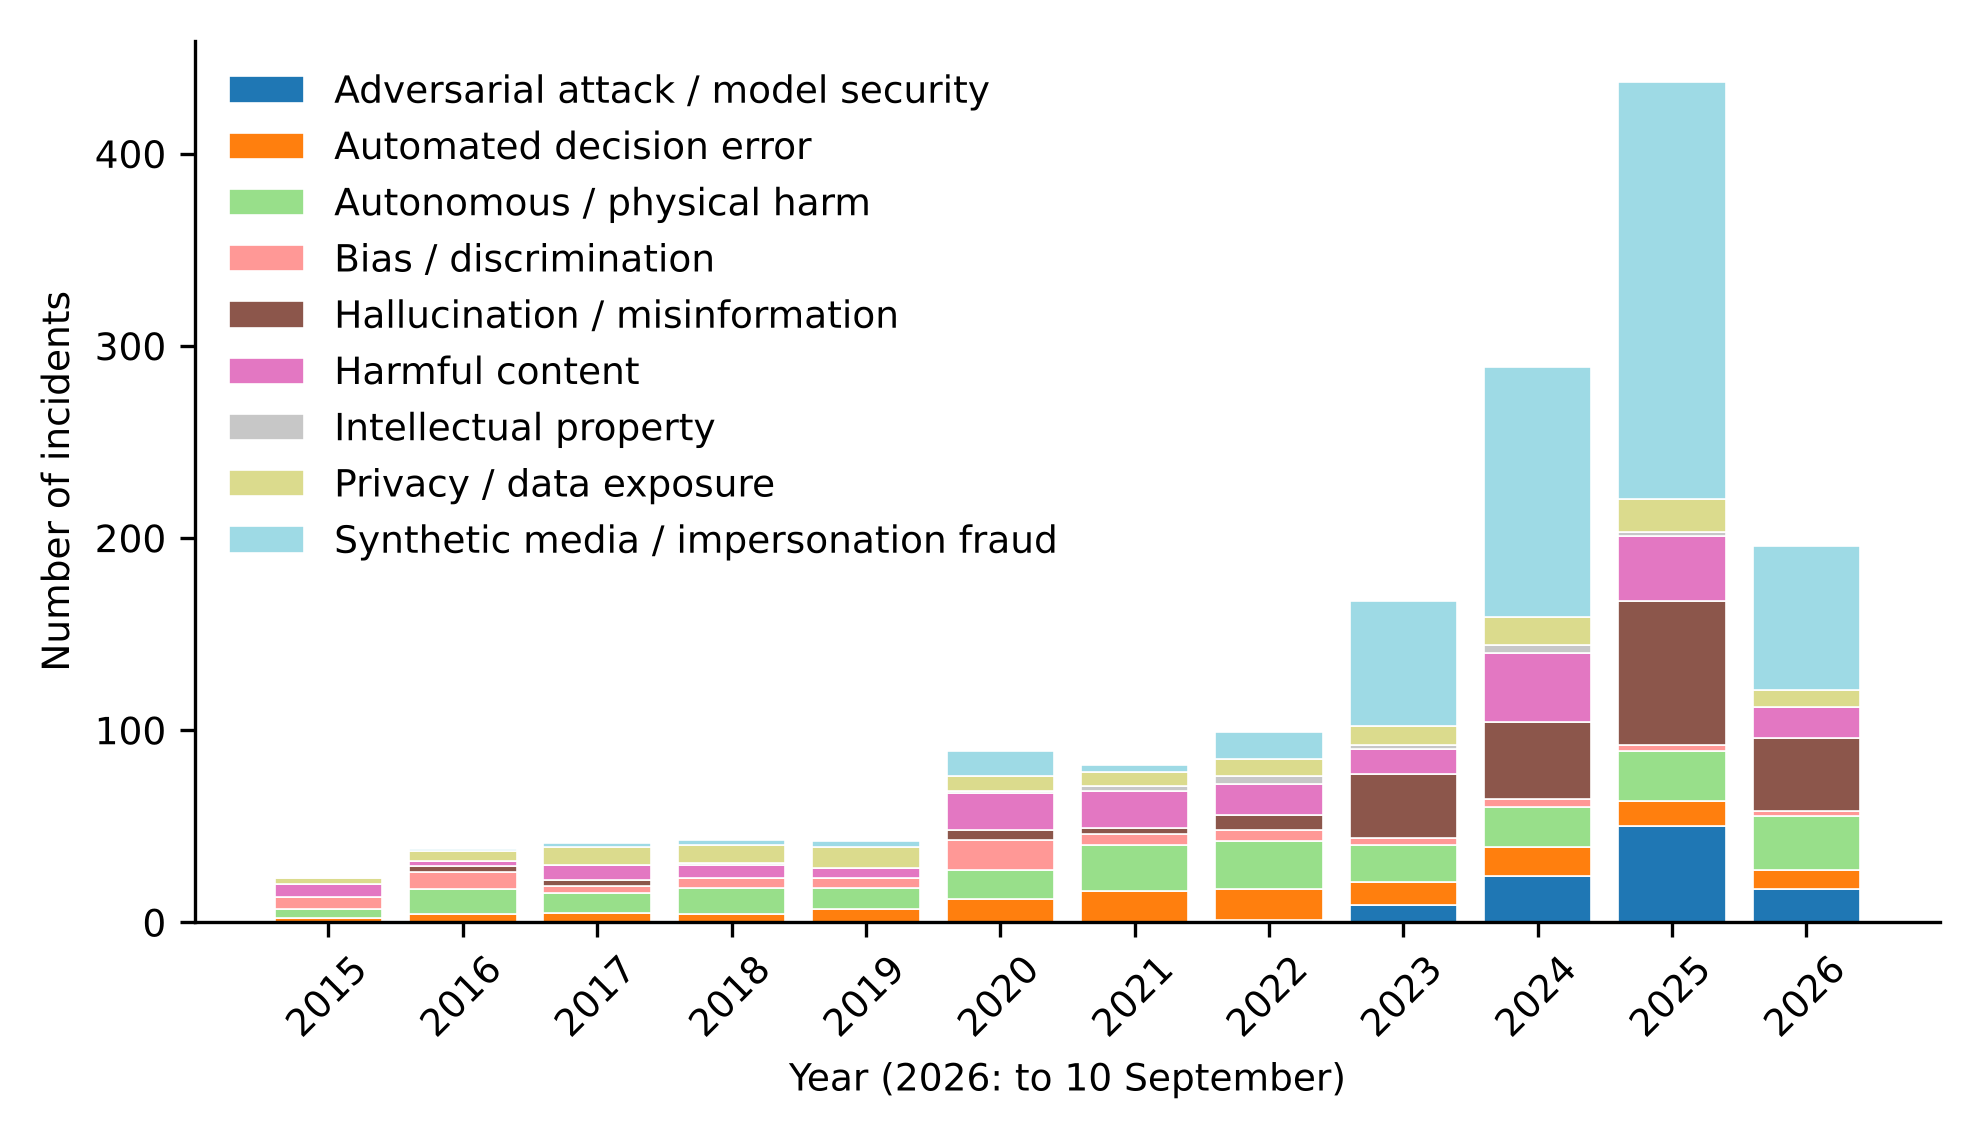 Adversarial attack / model security
Automated decision error
Autonomous / physical harm
Bias / discrimination
Hallucination / misinformation
Harmful content
Intellectual property
Privacy / data exposure
Synthetic media / impersonation fraud
Number of incidents
400
300
200
100
0
2015
2016
2017
2018
2019
2020
2021
2022
2023
2024
2025
2026
Year (2026: to 10 September)